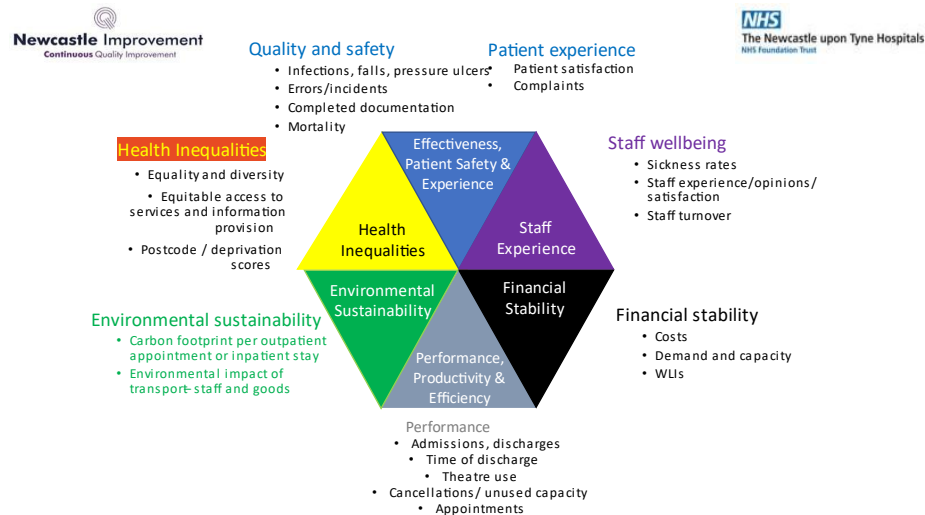 Newcastle Improvement
Continuous Quality Improvement
NHS
The Newcastle upon Tyne Hospitals
NHS Foundation Trust
Quality and safety
• Infections, falls, pressure ulcers
• Errors/incidents
• Completed documentation
• Mortality
Patient experience
• Patient satisfaction
• Complaints
Health Inequalities
• Equality and diversity
• Equitable access to
services and information
provision
• Postcode / deprivation
scores
Effectiveness,
Patient Safety &
Experience
Staff wellbeing
• Sickness rates
• Staff experience/opinions/
satisfaction
• Staff turnover
Health
Inequalities
Staff
Experience
Environmental
Sustainability
Financial
Stability
Performance,
Productivity &
Efficiency
Environmental sustainability
• Carbon footprint per outpatient
appointment or inpatient stay
• Environmental impact of
transport– staff and goods
Financial stability
• Costs
• Demand and capacity
• WLIs
Performance
• Admissions, discharges
• Time of discharge
• Theatre use
• Cancellations/ unused capacity
• Appointments